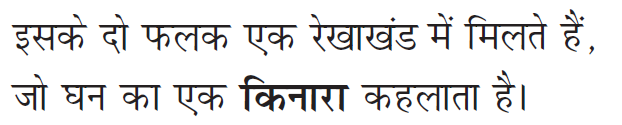 इसके दो फलक एक रेखाखंड में मिलते हैं,
जो घन का एक किनारा कहलाता है।